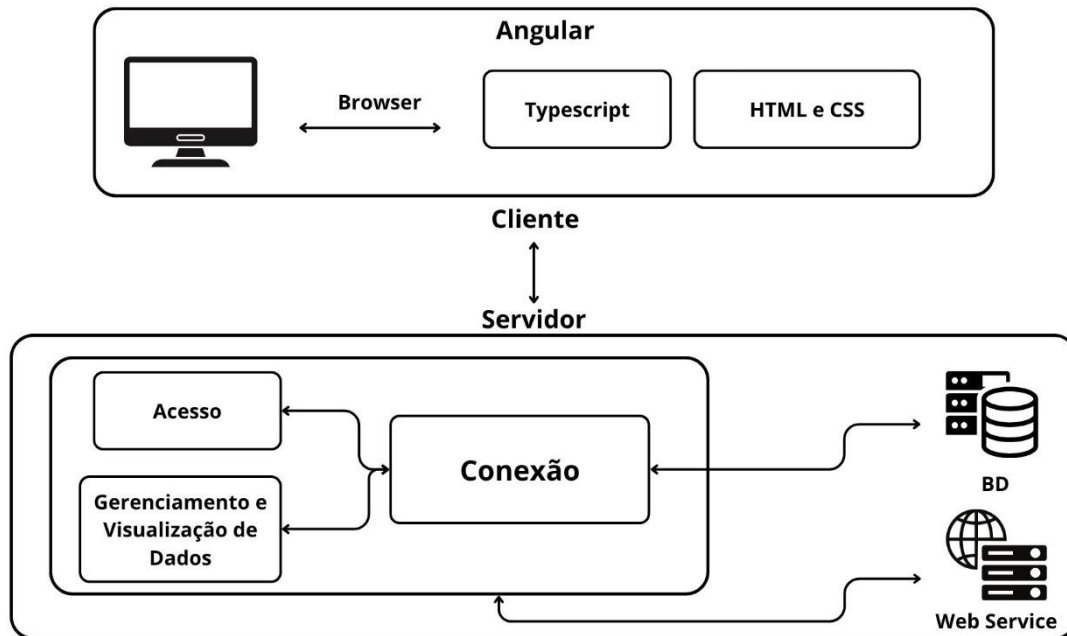 Angular
Browser
Typescript
HTML e CSS
Cliente
Servidor
Acesso
Conexão
Gerenciamento e
Visualização de
Dados
BD
Web Service